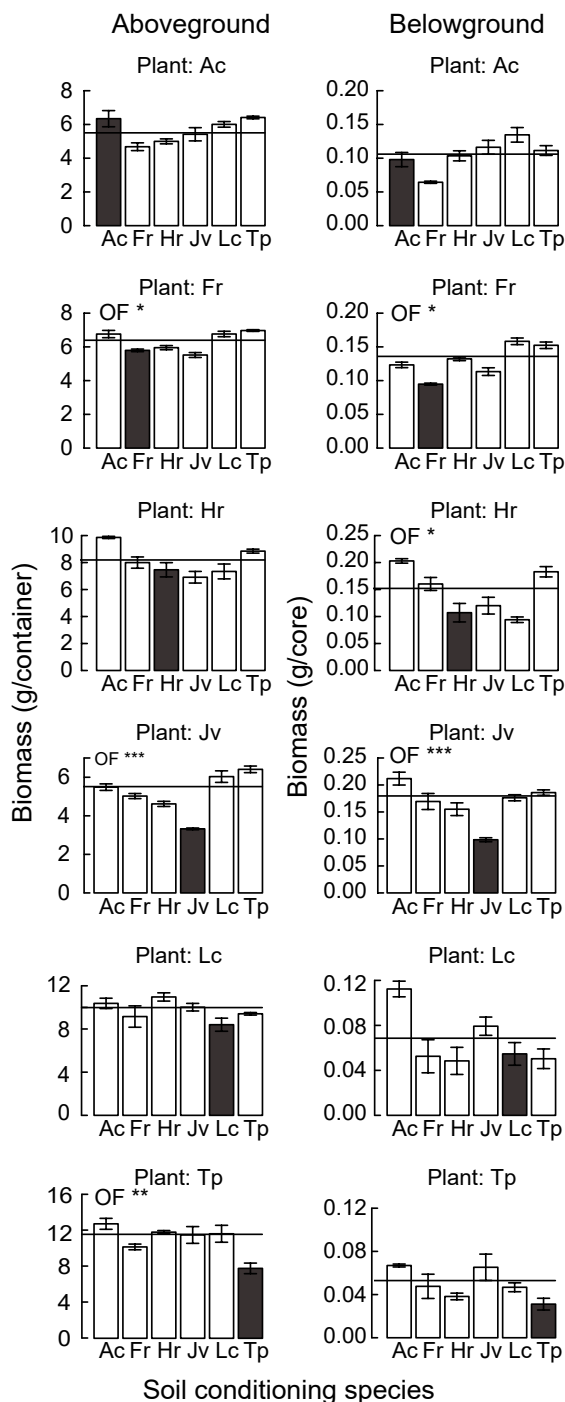 Aboveground Belowground
Plant: Ac Plant: Ac
8 0.20
6 0.15
4 0.10
2 0.05
0 0.00
Ac Fr Hr Jv Lc Tp Ac Fr Hr Jv Lc Tp
Plant: Fr Plant: Fr
8 OF * 0.20 OF *
6 0.15
4 0.10
2 0.05
0 0.00
Ac Fr Hr Jv Lc Tp Ac Fr Hr Jv Lc Tp
Plant: Hr Plant: Hr
10 0.25 OF *
8 0.20
6 0.15
4 0.10
2 0.05
0 0.00
Ac Fr Hr Jv Lc Tp Ac Fr Hr Jv Lc Tp
Biomass (g/container) Biomass (g/core)
Plant: Jv Plant: Jv
OF *** 0.25 OF ***
6 0.20
4 0.15
2 0.10
0 0.05
0.00
Ac Fr Hr Jv Lc Tp Ac Fr Hr Jv Lc Tp
Plant: Lc Plant: Lc
12 0.12
8 0.08
4 0.04
0 0.00
Ac Fr Hr Jv Lc Tp Ac Fr Hr Jv Lc Tp
Plant: Tp Plant: Tp
16 OF ** 0.12
12 0.08
8 0.04
0 0.00
Ac Fr Hr Jv Lc Tp Ac Fr Hr Jv Lc Tp
Soil conditioning species